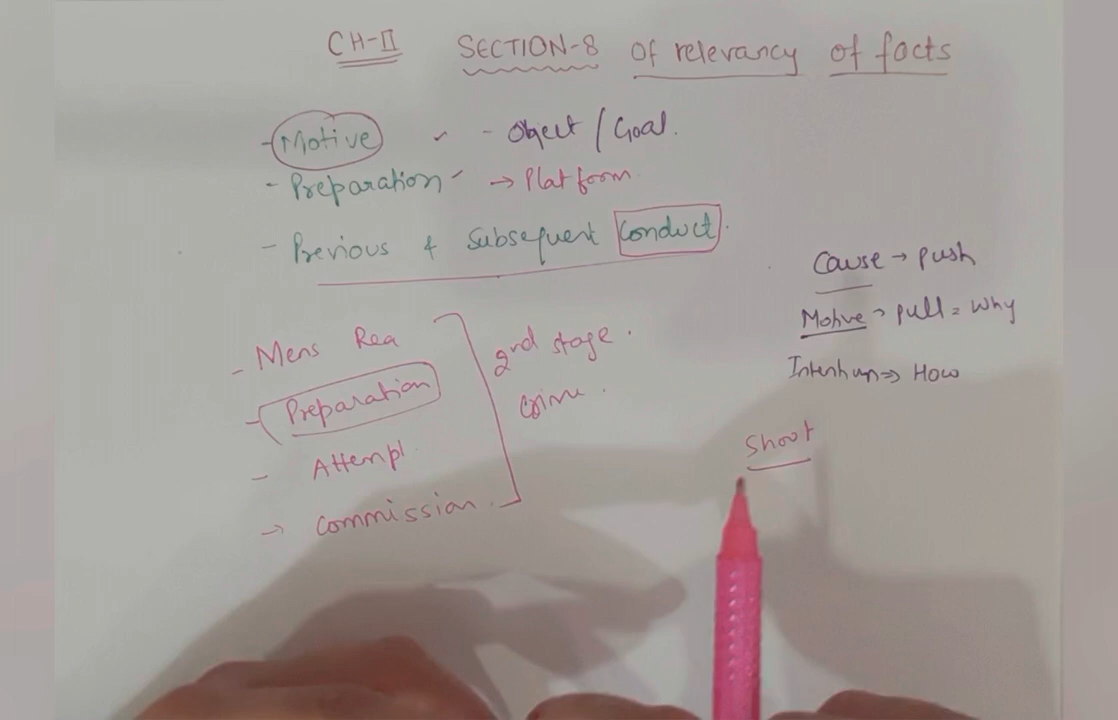 CH-II SECTION-8 Of relevancy of facts
- Motive - Object / Goal.
- Preparation → Platform
- Previous & Subsequent Conduct.
Cause → Push
Motive → Pull = Why
Intention ⇒ How
- Mens Rea
- Preparation
- Attempt
→ Commission.
2nd stage.
Crime.
Shoot